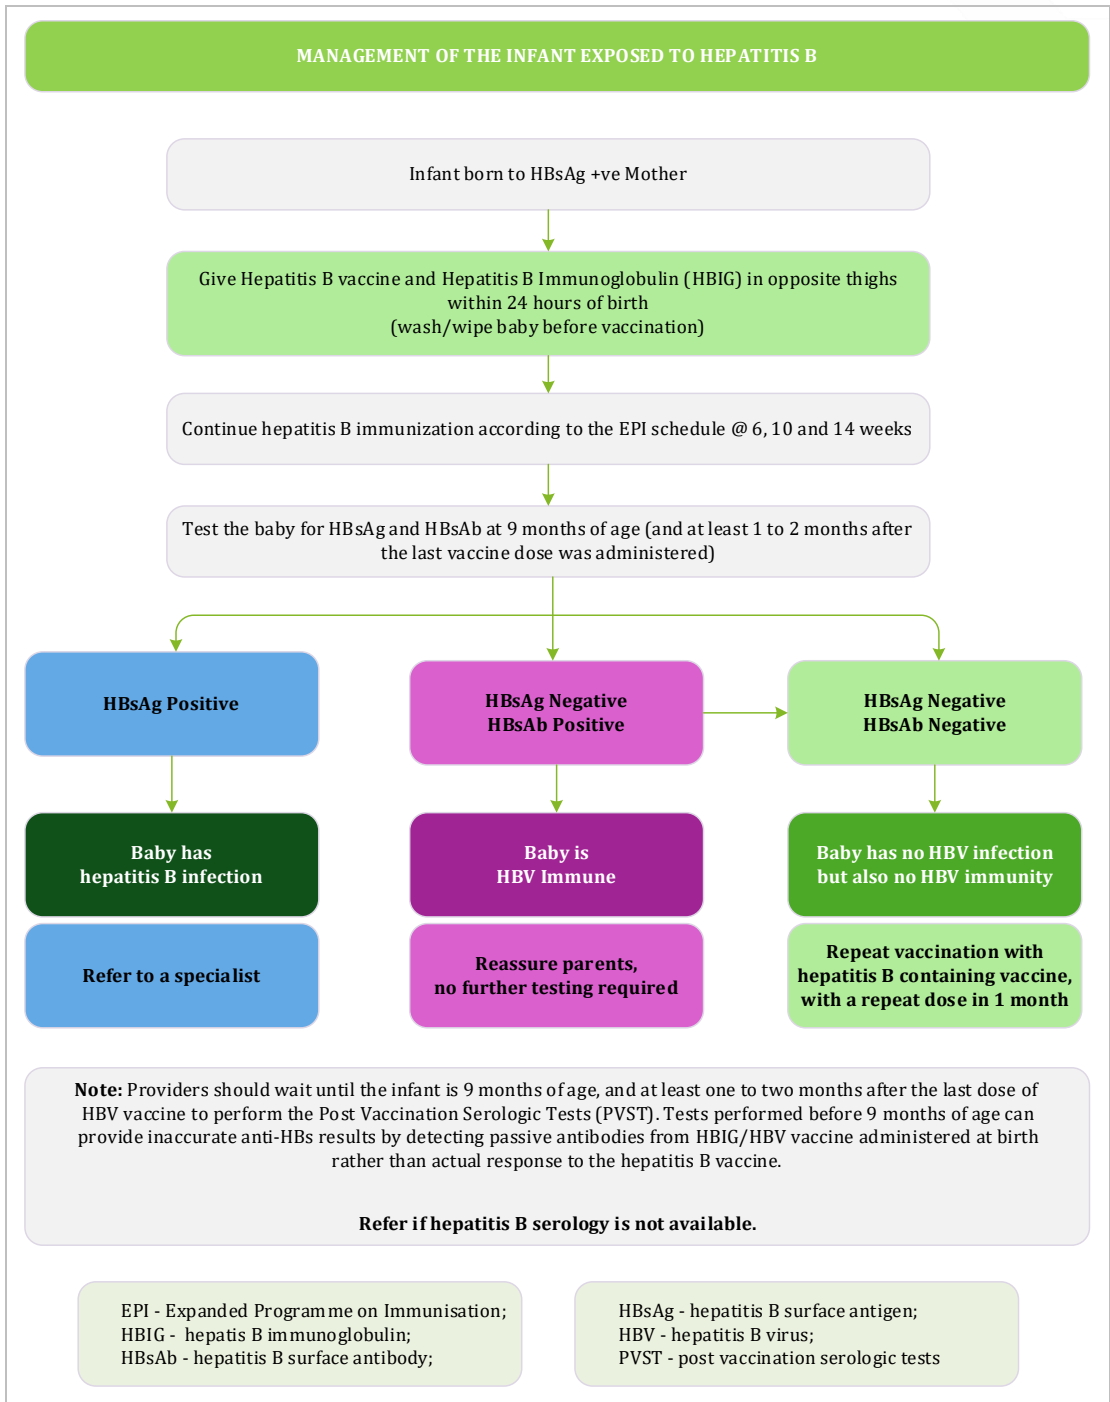 MANAGEMENT OF THE INFANT EXPOSED TO HEPATITIS B
Infant born to HBsAg +ve Mother
Give Hepatitis B vaccine and Hepatitis B Immunoglobulin (HBIG) in opposite thighs
within 24 hours of birth
(wash/wipe baby before vaccination)
Continue hepatitis B immunization according to the EPI schedule @ 6, 10 and 14 weeks
Test the baby for HBsAg and HBsAb at 9 months of age (and at least 1 to 2 months after
the last vaccine dose was administered)
HBsAg Positive
HBsAg Negative
HBsAb Positive
HBsAg Negative
HBsAb Negative
Baby has
hepatitis B infection
Baby is
HBV Immune
Baby has no HBV infection
but also no HBV immunity
Refer to a specialist
Reassure parents,
no further testing required
Repeat vaccination with
hepatitis B containing vaccine,
with a repeat dose in 1 month
Note: Providers should wait until the infant is 9 months of age, and at least one to two months after the last dose of
HBV vaccine to perform the Post Vaccination Serologic Tests (PVST). Tests performed before 9 months of age can
provide inaccurate anti-HBs results by detecting passive antibodies from HBIG/HBV vaccine administered at birth
rather than actual response to the hepatitis B vaccine.
Refer if hepatitis B serology is not available.
EPI - Expanded Programme on Immunisation;
HBIG - hepatis B immunoglobulin;
HBsAb - hepatitis B surface antibody;
HBsAg - hepatitis B surface antigen;
HBV - hepatitis B virus;
PVST - post vaccination serologic tests